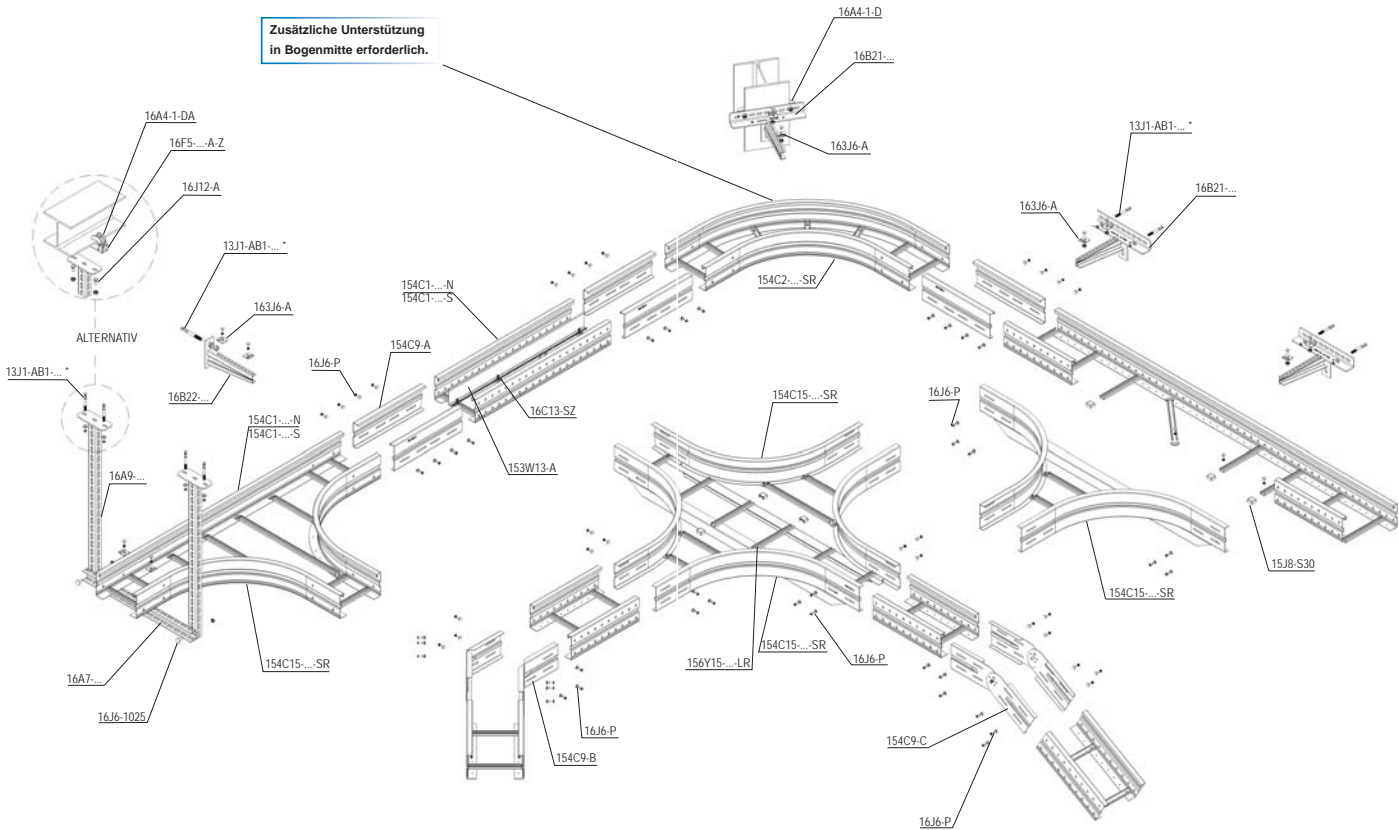 Zusätzliche Unterstützung
in Bogenmitte erforderlich.
16A4-1-D
16B21-...
163J6-A
16A4-1-DA
16F5-...-A-Z
16J12-A
13J1-AB1-... *
16B21-...
163J6-A
13J1-AB1-... *
163J6-A
16B22-...
ALTERNATIV
13J1-AB1-... *
154C1-...-N
154C1-...-S
154C2-...-SR
154C9-A
16J6-P
16C13-SZ
153W13-A
154C1-...-N
154C1-...-S
16A9-...
154C15-...-SR
16J6-P
15J8-S30
154C15-...-SR
154C15-...-SR
16A7-...
16J6-1025
154C15-...-SR
156Y15-...-LR
16J6-P
16J6-P
154C9-B
154C9-C
16J6-P